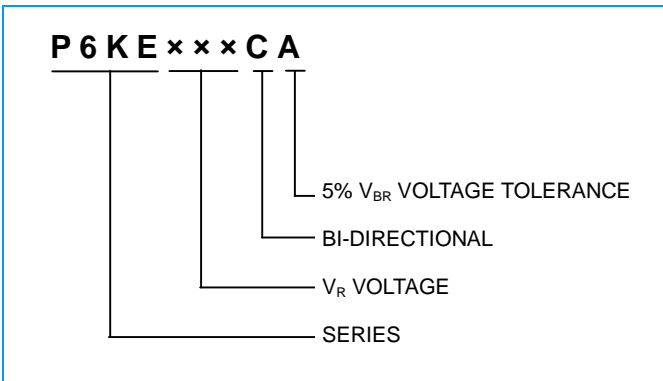 P6KE×××CA
5% VBR VOLTAGE TOLERANCE
BI-DIRECTIONAL
VR VOLTAGE
SERIES